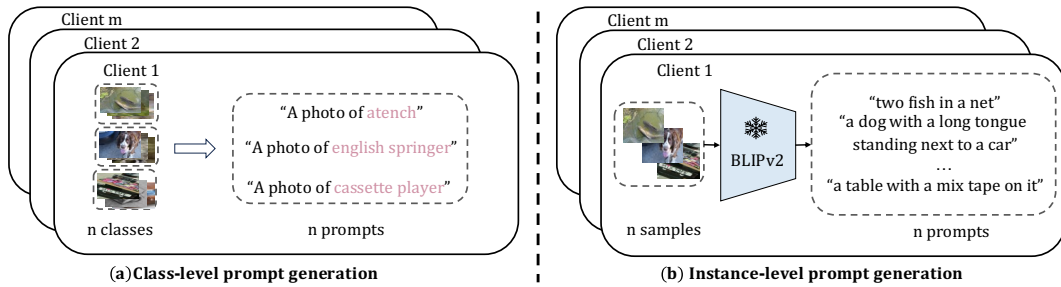 Client m
Client 2
Client 1
“A photo of atench”
“A photo of english springer”
“A photo of cassette player”
n classes
n prompts
(a)Class-level prompt generation
Client m
Client 2
Client 1
BLIPv2
“two fish in a net”
“a dog with a long tongue
standing next to a car”
...
“a table with a mix tape on it”
n samples
n prompts
(b) Instance-level prompt generation